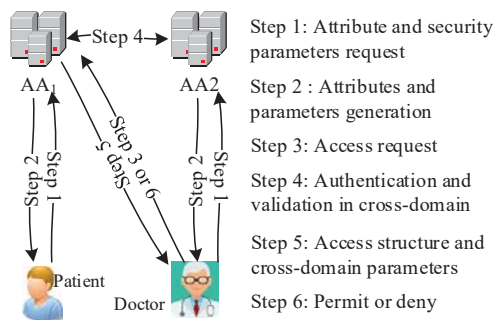 Step 4
AA1
AA2
Step 2
Step 1
Step 3 or 6
Step 5
Step 2
Step 1
Patient
Doctor
Step 1: Attribute and security
parameters request
Step 2 : Attributes and
parameters generation
Step 3: Access request
Step 4: Authentication and
validation in cross-domain
Step 5: Access structure and
cross-domain parameters
Step 6: Permit or deny